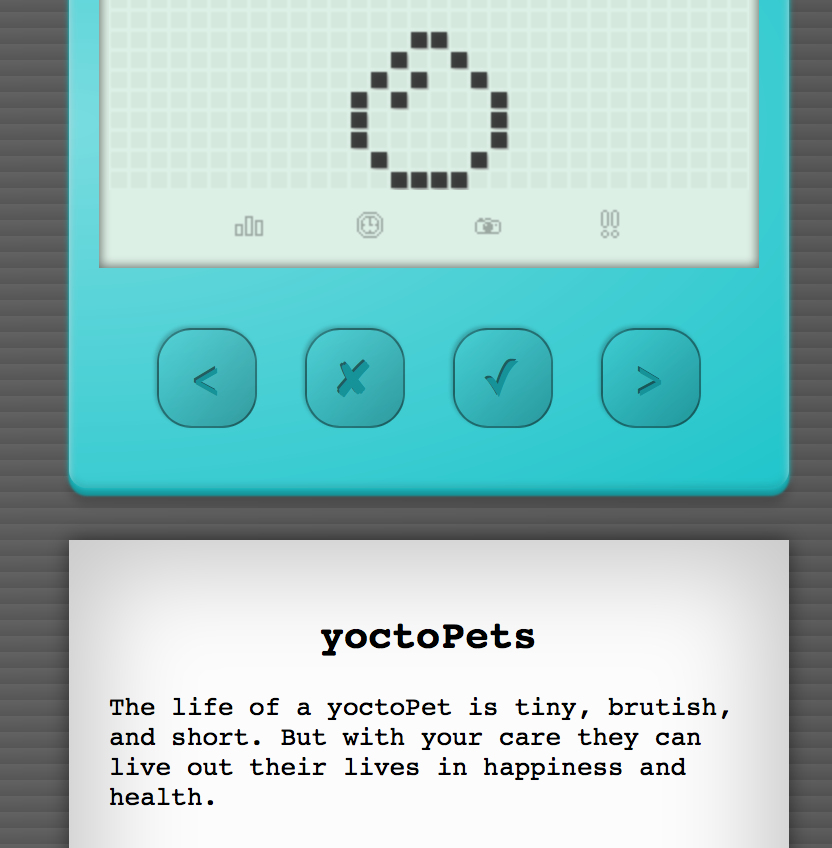 < ✘ ✓ >
yoctoPets
The life of a yoctoPet is tiny, brutish,
and short. But with your care they can
live out their lives in happiness and
health.